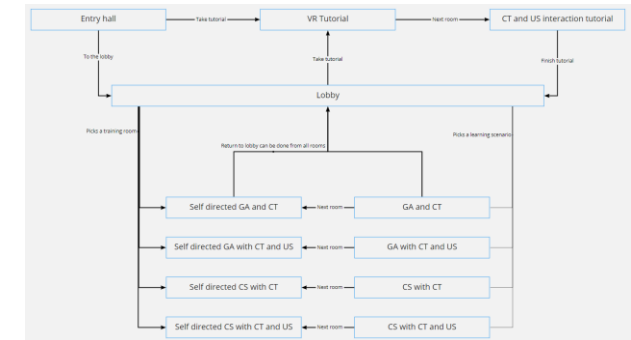 Entry hall
Take tutorial
VR Tutorial
Next room
CT and US interaction tutorial
To the lobby
Take tutorial
Finish tutorial
Lobby
Picks a training room
Return to lobby can be done from all rooms
Picks a learning scenario
Self directed GA and CT
Next room
GA and CT
Self directed GA with CT and US
Next room
GA with CT and US
Self directed CS with CT
Next room
CS with CT
Self directed CS with CT and US
Next room
CS with CT and US